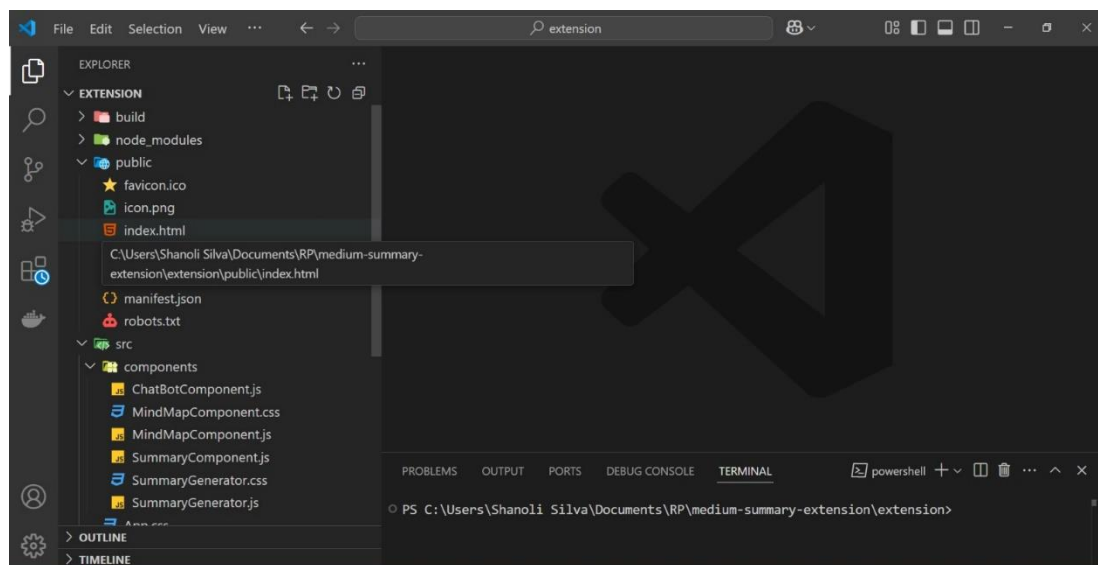 File Edit Selection View ··· extension
EXPLORER ···
EXTENSION
build
node_modules
public
favicon.ico
icon.png
index.html
C:\Users\Shanoli Silva\Documents\RP\medium-summary-
extension\extension\public\index.html
manifest.json
robots.txt
src
components
ChatBotComponent.js
MindMapComponent.css
MindMapComponent.js
SummaryComponent.js
SummaryGenerator.css
SummaryGenerator.js
App.css
OUTLINE
TIMELINE
PROBLEMS OUTPUT PORTS DEBUG CONSOLE TERMINAL powershell
PS C:\Users\Shanoli Silva\Documents\RP\medium-summary-extension\extension>